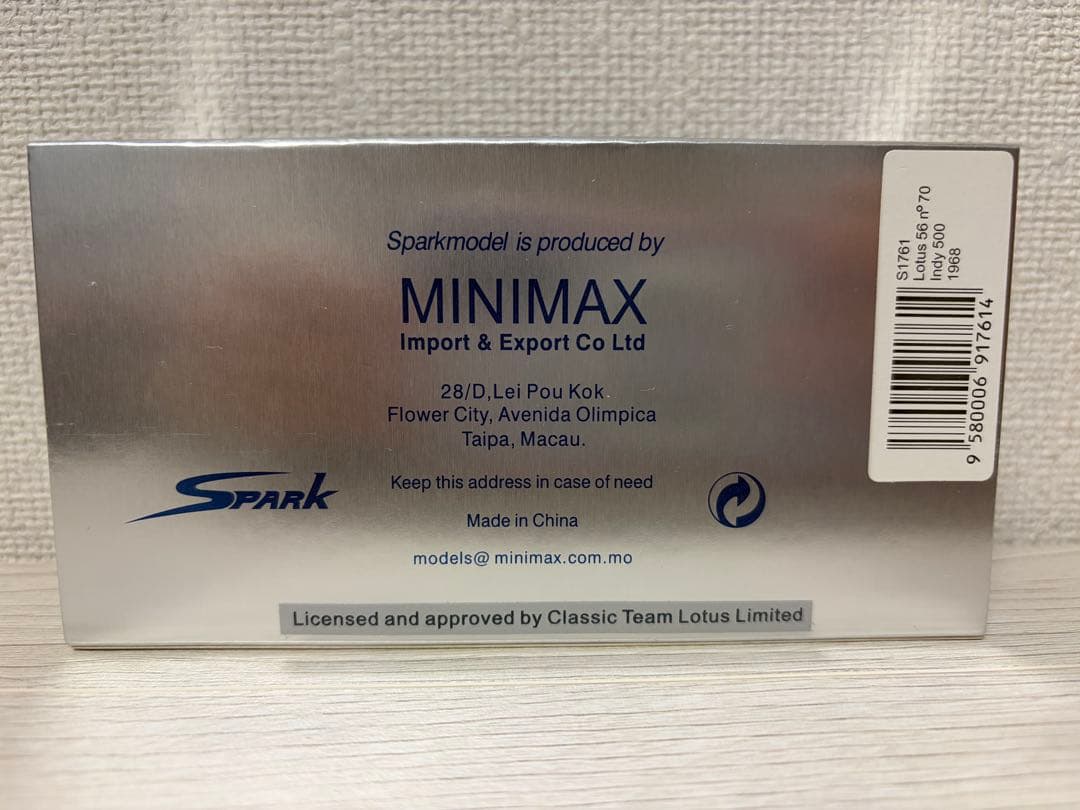 Sparkmodel is produced by
MINIMAX
Import & Export Co Ltd
28/D,Lei Pou Kok
Flower City, Avenida Olimpica
Taipa, Macau.
SPARK
Keep this address in case of need
Made in China
models@ minimax.com.mo
Licensed and approved by Classic Team Lotus Limited
S1761
Lotus 56 nº70
Indy 500
1968
9 580006 917614